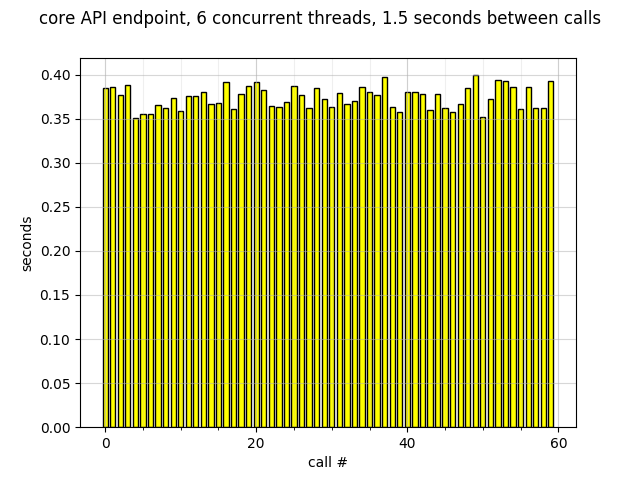 core API endpoint, 6 concurrent threads, 1.5 seconds between calls
0.40
0.35
0.30
0.25
0.20
0.15
0.10
0.05
0.00
seconds
0 20 40 60
call #